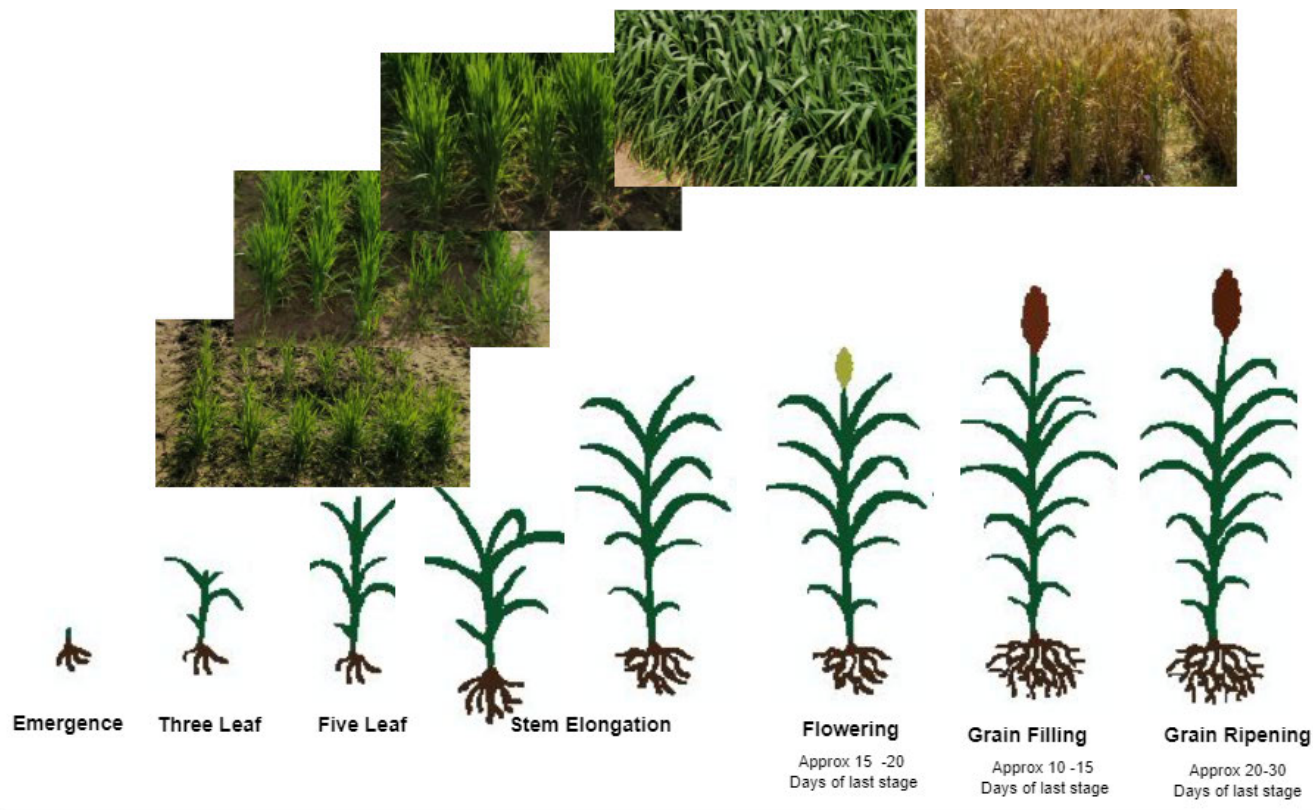 Emergence
Three Leaf
Five Leaf
Stem Elongation
Flowering
Approx 15 -20
Days of last stage
Grain Filling
Approx 10 -15
Days of last stage
Grain Ripening
Approx 20-30
Days of last stage